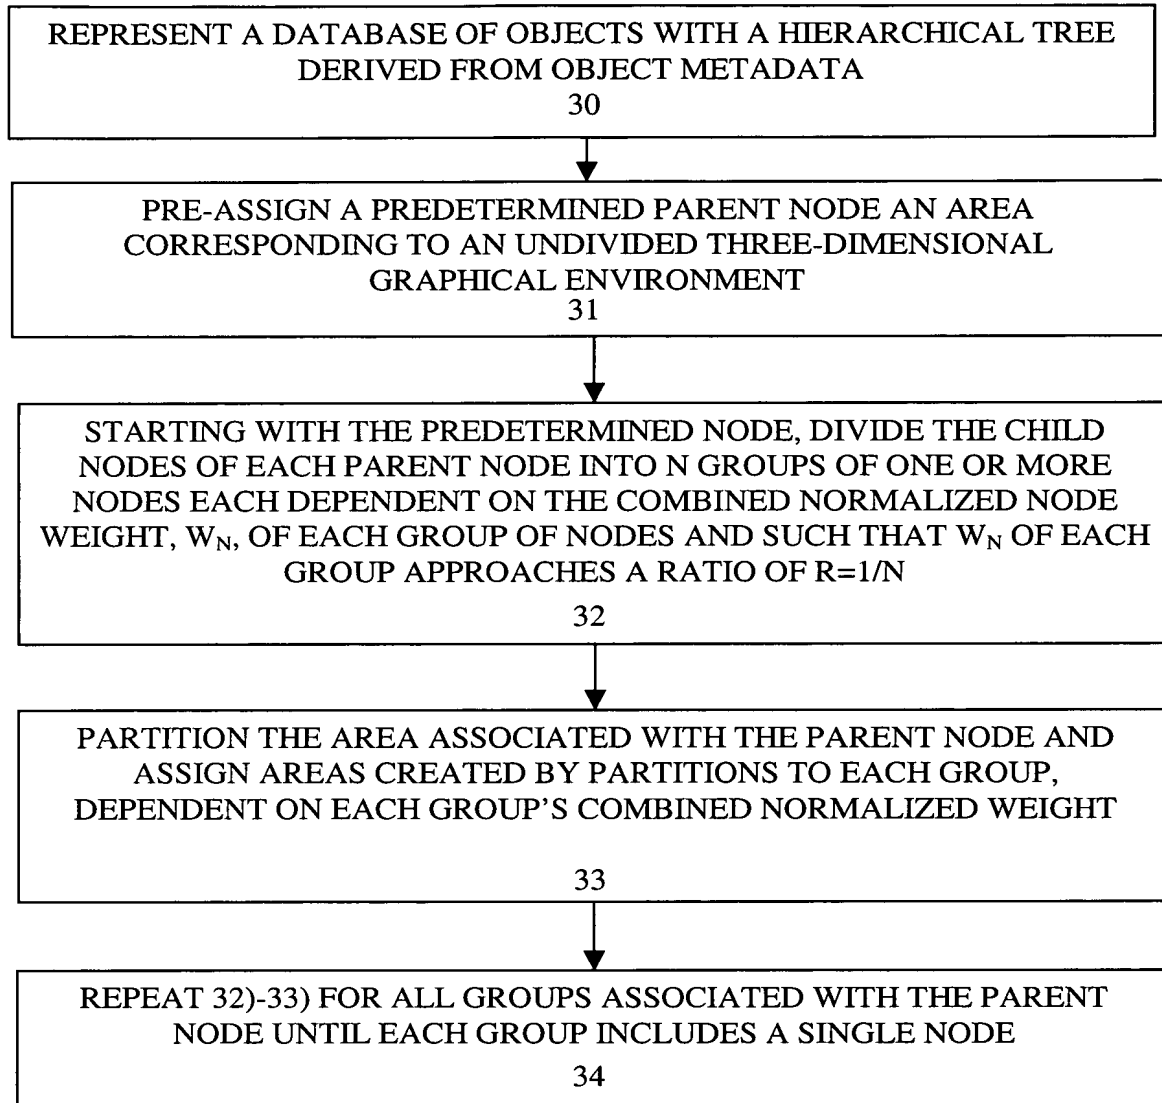 REPRESENT A DATABASE OF OBJECTS WITH A HIERARCHICAL TREE
DERIVED FROM OBJECT METADATA
30
PRE-ASSIGN A PREDETERMINED PARENT NODE AN AREA
CORRESPONDING TO AN UNDIVIDED THREE-DIMENSIONAL
GRAPHICAL ENVIRONMENT
31
STARTING WITH THE PREDETERMINED NODE, DIVIDE THE CHILD
NODES OF EACH PARENT NODE INTO N GROUPS OF ONE OR MORE
NODES EACH DEPENDENT ON THE COMBINED NORMALIZED NODE
WEIGHT, W_N, OF EACH GROUP OF NODES AND SUCH THAT W_N OF EACH
GROUP APPROACHES A RATIO OF R=1/N
32
PARTITION THE AREA ASSOCIATED WITH THE PARENT NODE AND
ASSIGN AREAS CREATED BY PARTITIONS TO EACH GROUP,
DEPENDENT ON EACH GROUP'S COMBINED NORMALIZED WEIGHT
33
REPEAT 32)-33) FOR ALL GROUPS ASSOCIATED WITH THE PARENT
NODE UNTIL EACH GROUP INCLUDES A SINGLE NODE
34